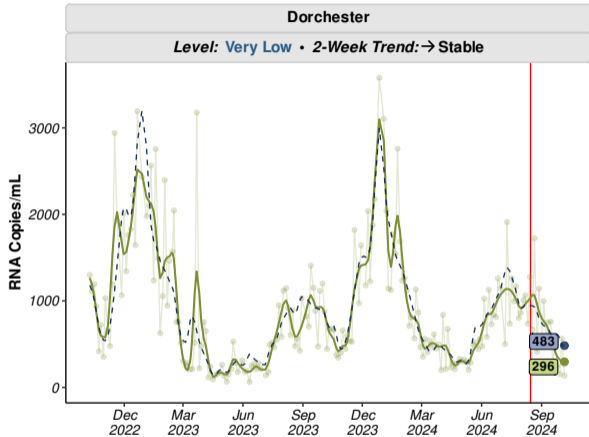 Dorchester
Level: Very Low • 2-Week Trend: → Stable
RNA Copies/mL
3000
2000
1000
0
483
296
Dec 2022
Mar 2023
Jun 2023
Sep 2023
Dec 2023
Mar 2024
Jun 2024
Sep 2024